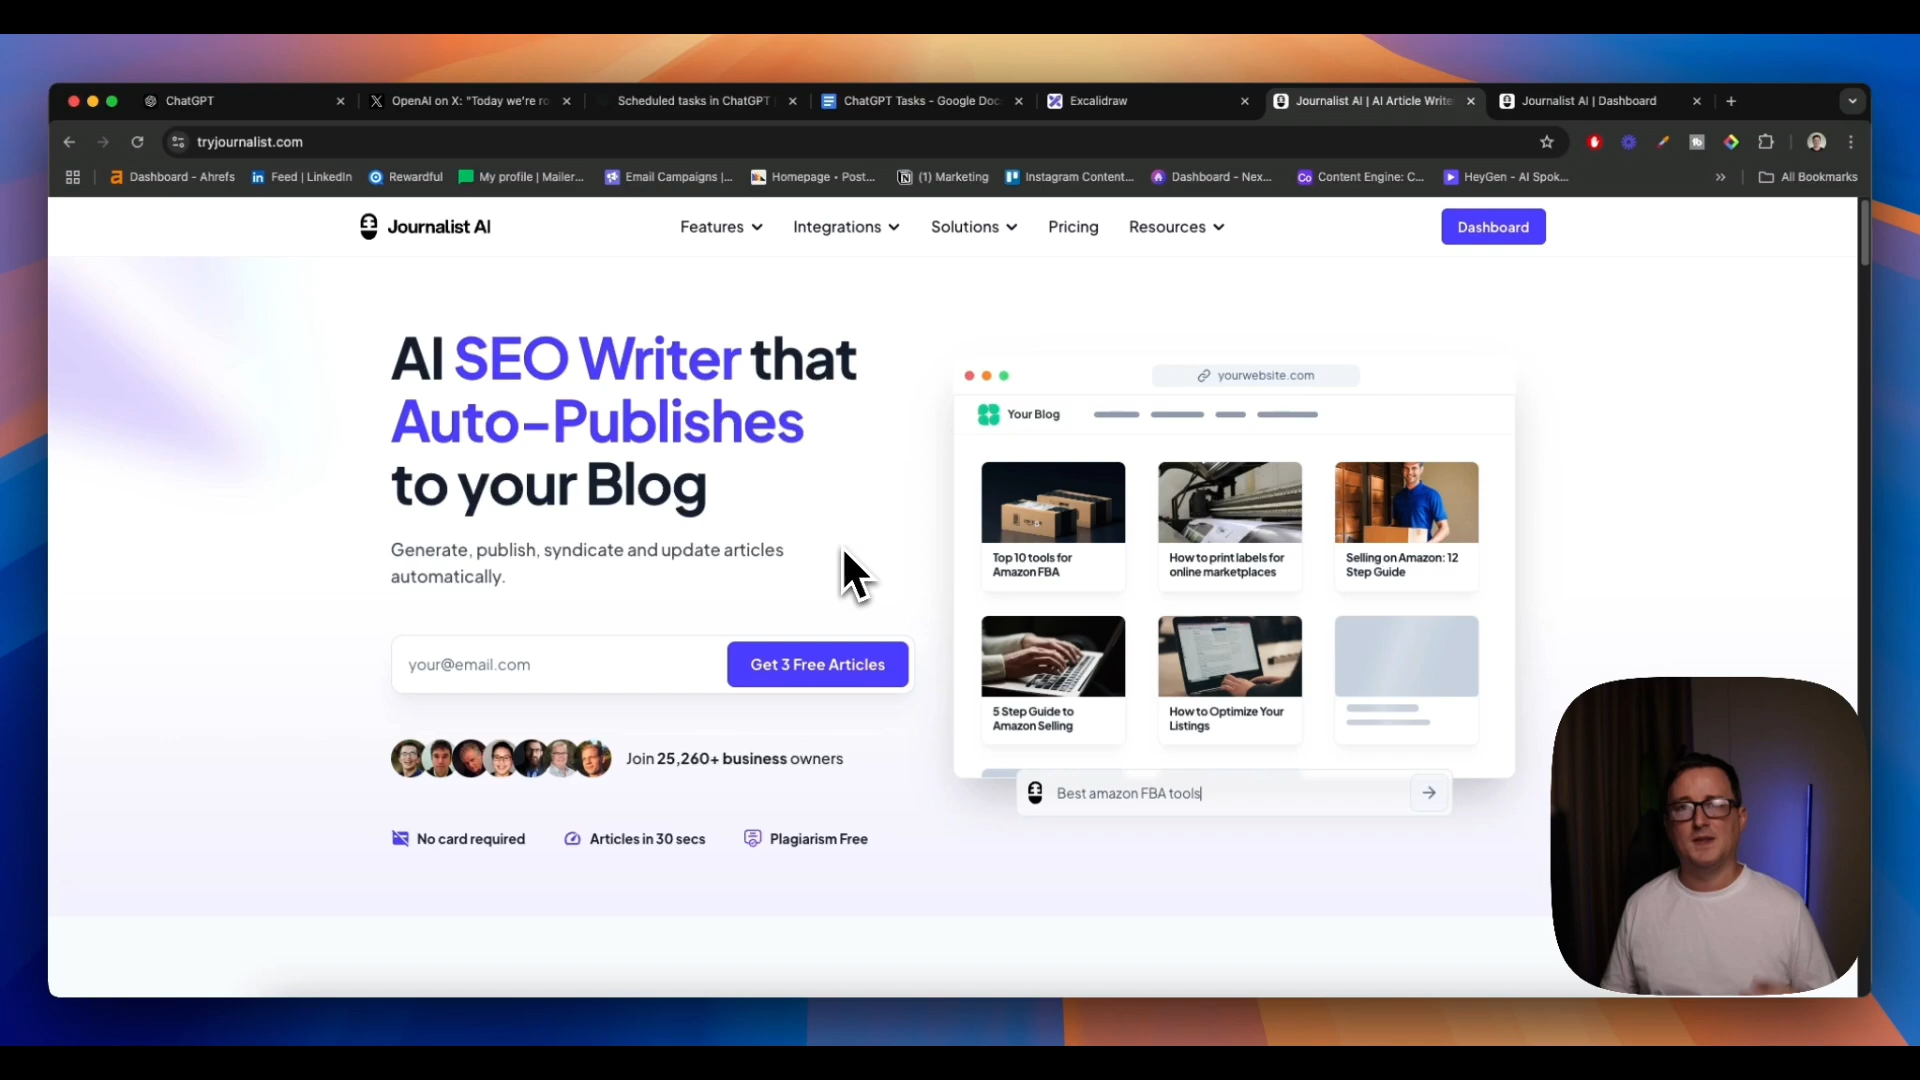 ChatGPT
OpenAI on X: "Today we're ro
Scheduled tasks in ChatGPT
ChatGPT Tasks - Google Doc
Excalidraw
Journalist AI | AI Article Write
Journalist AI | Dashboard
tryjournalist.com
Dashboard - Ahrefs
Feed | LinkedIn
Rewardful
My profile | Mailer...
Email Campaigns |...
Homepage • Post...
(1) Marketing
Instagram Content...
Dashboard - Nex...
Content Engine: C...
HeyGen - AI Spok...
All Bookmarks
Journalist AI
Features
Integrations
Solutions
Pricing
Resources
Dashboard
AI SEO Writer that
Auto-Publishes
to your Blog
Generate, publish, syndicate and update articles
automatically.
your@email.com
Get 3 Free Articles
Join 25,260+ business owners
No card required
Articles in 30 secs
Plagiarism Free
yourwebsite.com
Your Blog
Top 10 tools for
Amazon FBA
How to print labels for
online marketplaces
Selling on Amazon: 12
Step Guide
5 Step Guide to
Amazon Selling
How to Optimize Your
Listings
Best amazon FBA tools